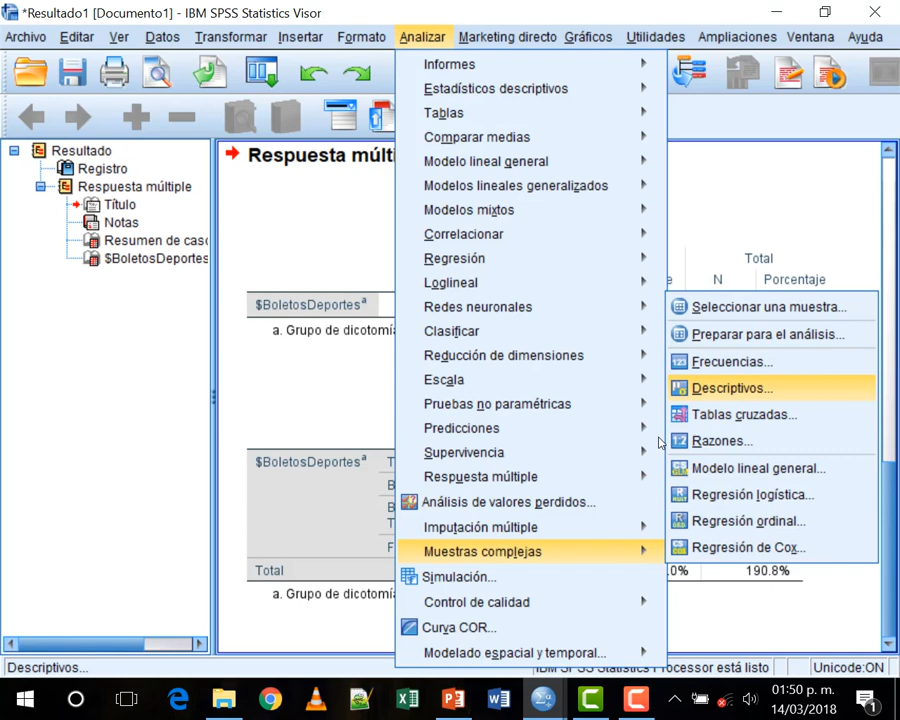 *Resultado1 [Documento1] - IBM SPSS Statistics Visor
Archivo Editar Ver Datos Transformar Insertar Formato Analizar Marketing directo Gráficos Utilidades Ampliaciones Ventana Ayuda
Resultado
Registro
Respuesta múltiple
Título
Notas
Resumen de caso
$BoletosDeportes
Respuesta múlti
$BoletosDeportesª
a. Grupo de dicotomía
$BoletosDeportesª
Total
a. Grupo de dicotomía
Informes
Estadísticos descriptivos
Tablas
Comparar medias
Modelo lineal general
Modelos lineales generalizados
Modelos mixtos
Correlacionar
Regresión
Loglineal
Redes neuronales
Clasificar
Reducción de dimensiones
Escala
Pruebas no paramétricas
Predicciones
Supervivencia
Respuesta múltiple
Análisis de valores perdidos...
Imputación múltiple
Muestras complejas
Simulación...
Control de calidad
Curva COR...
Modelado espacial y temporal...
Total
N Porcentaje
Seleccionar una muestra...
Preparar para el análisis...
Frecuencias...
Descriptivos...
Tablas cruzadas...
Razones...
Modelo lineal general...
Regresión logística...
Regresión ordinal...
Regresión de Cox...
190.8%
Descriptivos...
IBM SPSS Statistics Processor está listo
Unicode:ON
01:50 p. m.
14/03/2018